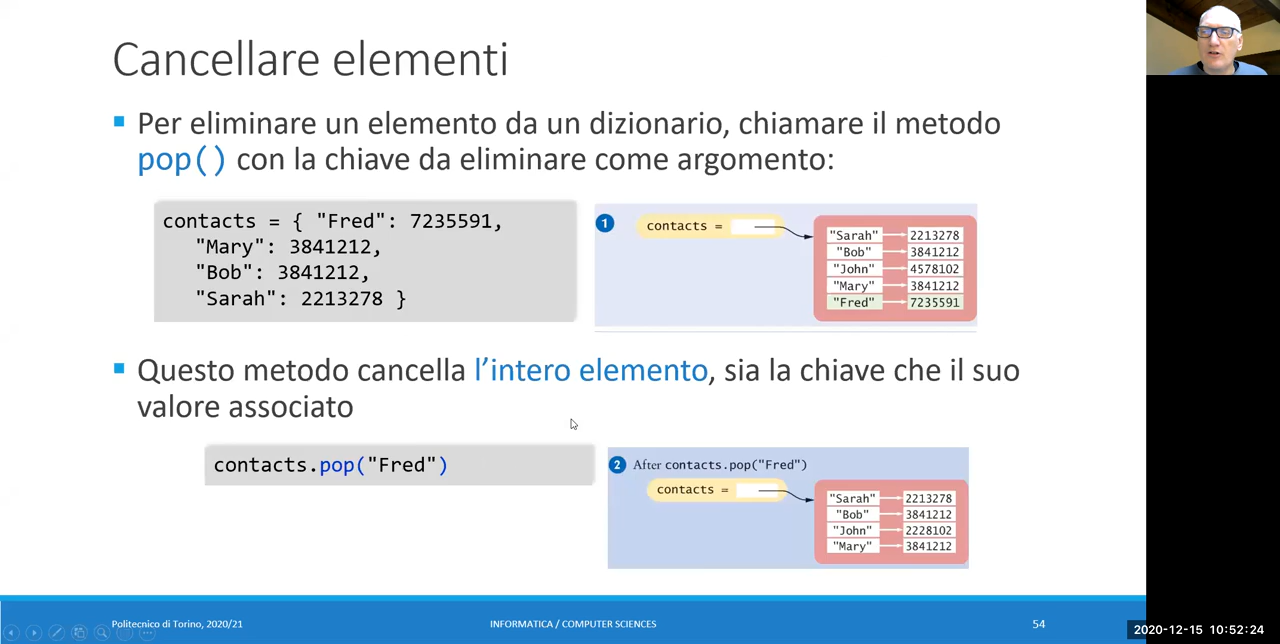 Cancellare elementi
Per eliminare un elemento da un dizionario, chiamare il metodo
pop() con la chiave da eliminare come argomento:
contacts = { "Fred": 7235591,
"Mary": 3841212,
"Bob": 3841212,
"Sarah": 2213278 }
1
contacts =
"Sarah" 2213278
"Bob" 3841212
"John" 4578102
"Mary" 3841212
"Fred" 7235591
Questo metodo cancella l’intero elemento, sia la chiave che il suo
valore associato
contacts.pop("Fred")
2 After contacts.pop("Fred")
contacts =
"Sarah" 2213278
"Bob" 3841212
"John" 2228102
"Mary" 3841212
Politecnico di Torino, 2020/21
INFORMATICA / COMPUTER SCIENCES
54
2020-12-15 10:52:24